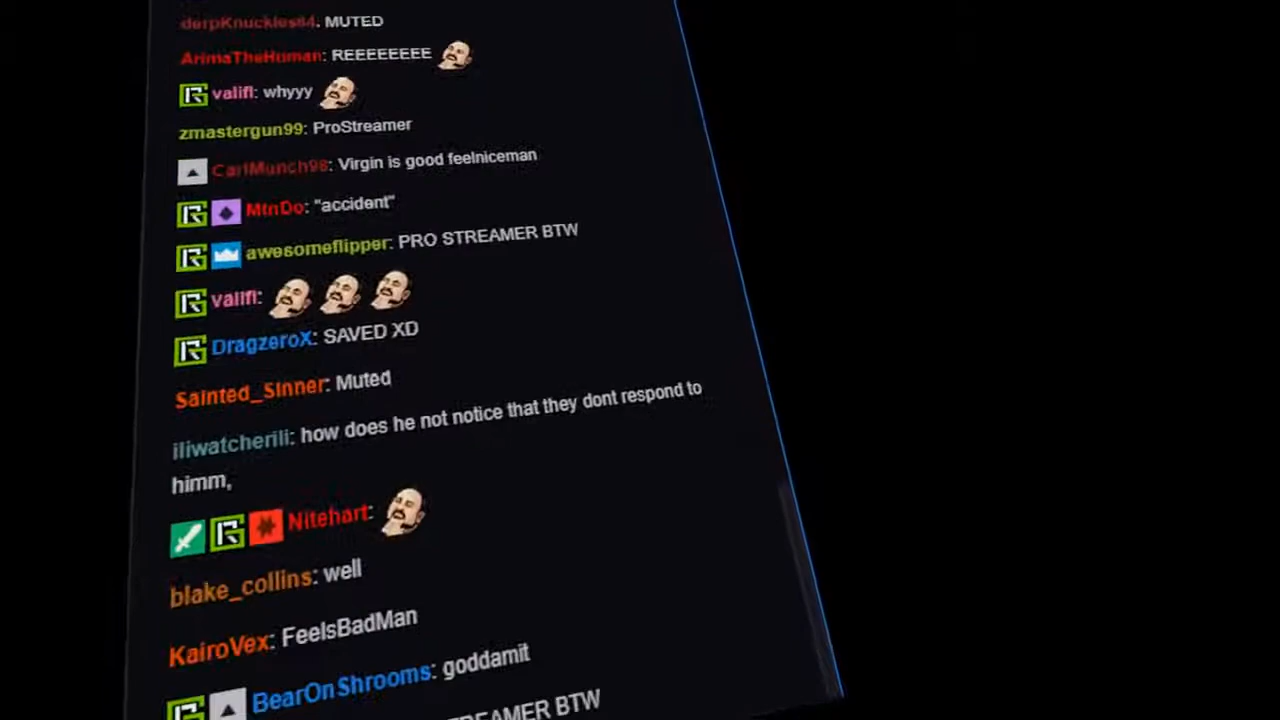 derpKnuckles84: MUTED
ArimaTheHuman: REEEEEEEE
valifl: whyyy
zmastergun99: ProStreamer
CarlMunch98: Virgin is good feelniceman
MtnDo: "accident"
awesomeflipper: PRO STREAMER BTW
valifl:
DragzeroX: SAVED XD
Sainted_Sinner: Muted
iliwatcherili: how does he not notice that they dont respond to
himm,
Nitehart:
blake_collins: well
KairoVex: FeelsBadMan
BearOnShrooms: goddamit
BTW